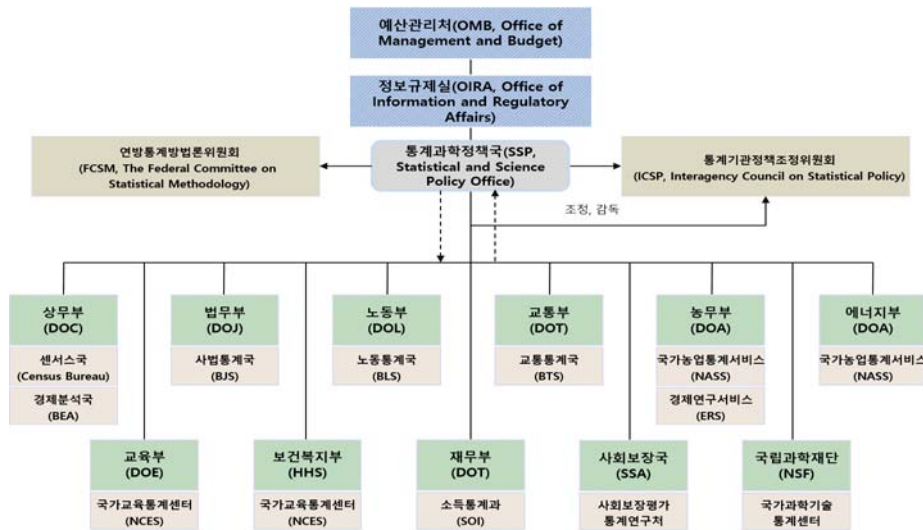 예산관리처(OMB, Office of
Management and Budget)
정보규제실(OIRA, Office of
Information and Regulatory
Affairs)
연방통계방법론위원회
(FCSM, The Federal Committee on
Statistical Methodology)
통계과학정책국(SSP,
Statistical and Science
Policy Office)
통계기관정책조정위원회
(ICSP, Interagency Council on Statistical Policy)
조정, 감독
상무부
(DOC)
센서스국
(Census Bureau)
경제분석국
(BEA)
법무부
(DOJ)
사법통계국
(BJS)
노동부
(DOL)
노동통계국
(BLS)
교통부
(DOT)
교통통계국
(BTS)
농무부
(DOA)
국가농업통계서비스
(NASS)
경제연구서비스
(ERS)
에너지부
(DOA)
국가농업통계서비스
(NASS)
교육부
(DOE)
국가교육통계센터
(NCES)
보건복지부
(HHS)
국가교육통계센터
(NCES)
재무부
(DOT)
소득통계과
(SOI)
사회보장국
(SSA)
사회보장평가
통계연구처
국립과학재단
(NSF)
국가과학기술
통계센터